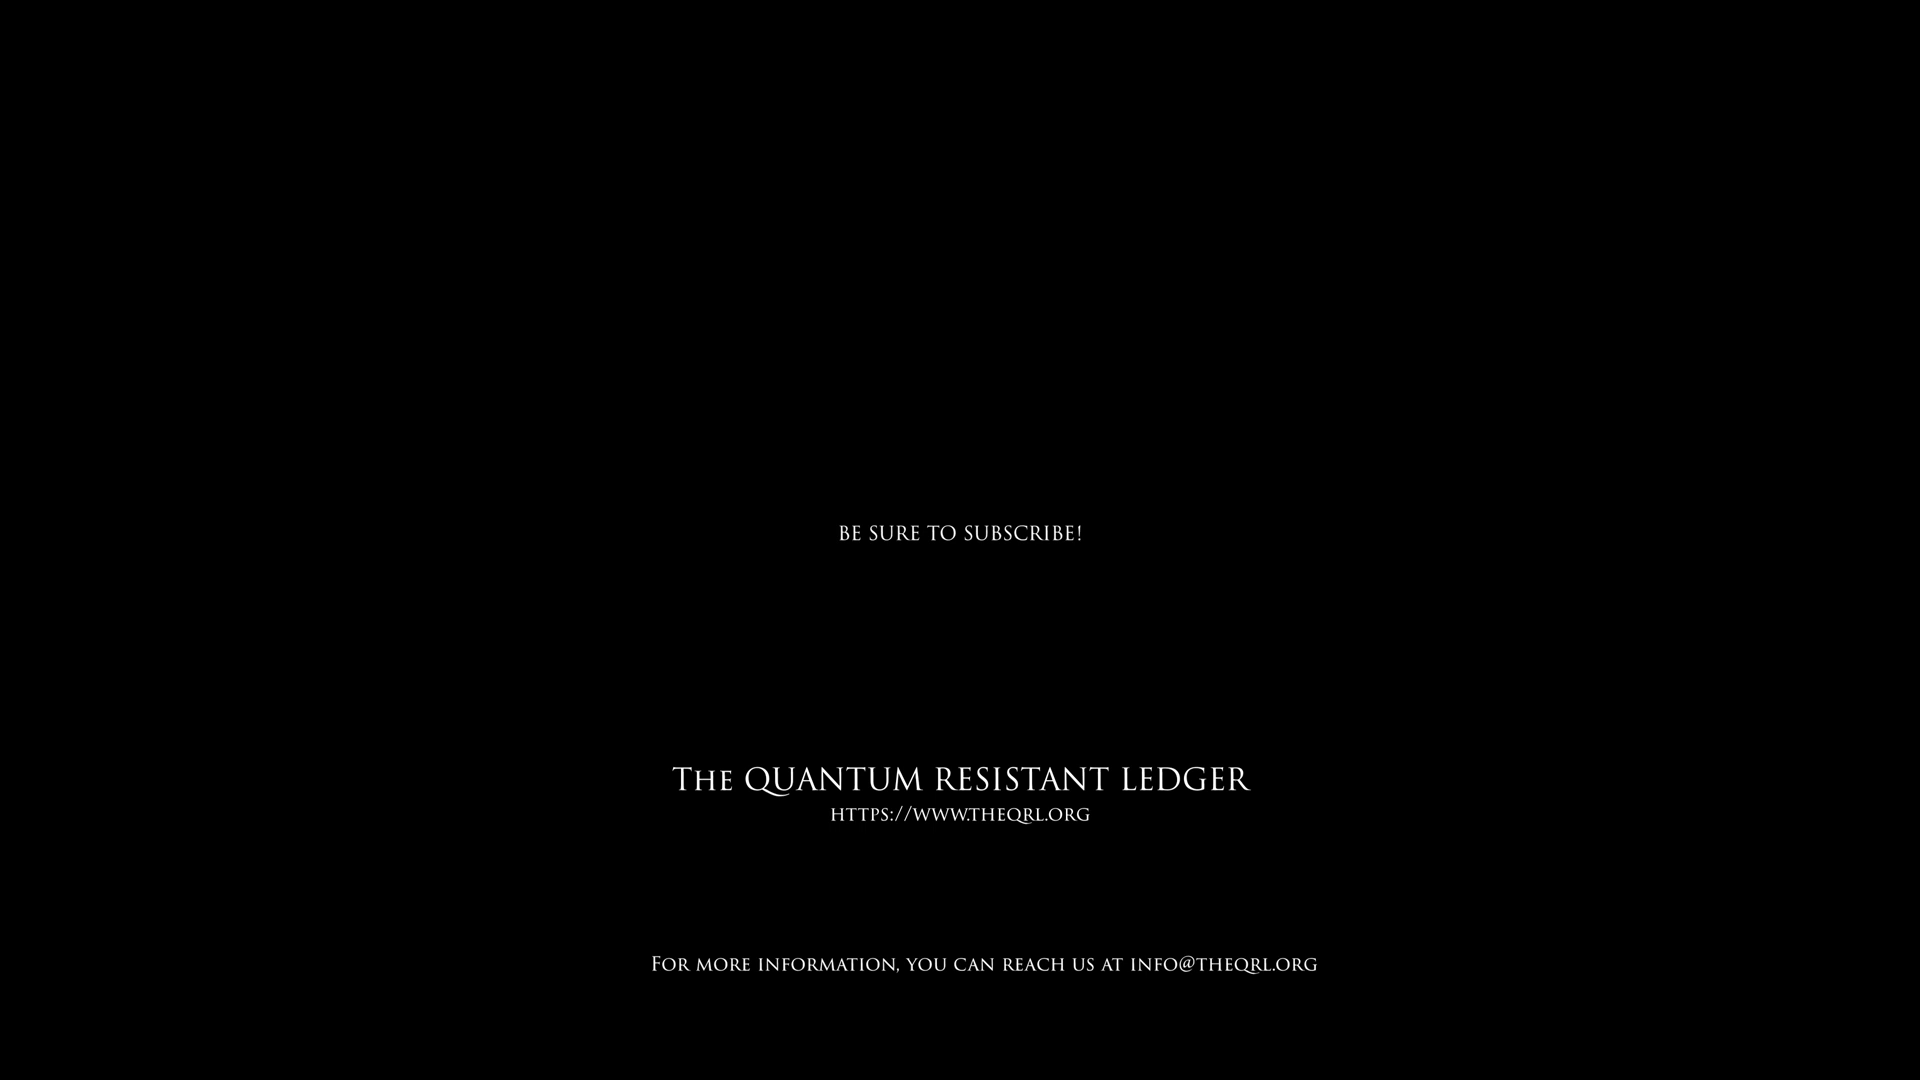 BE SURE TO SUBSCRIBE!
The QUANTUM RESISTANT LEDGER
https://www.theqrl.org
For more information, you can reach us at info@theqrl.org